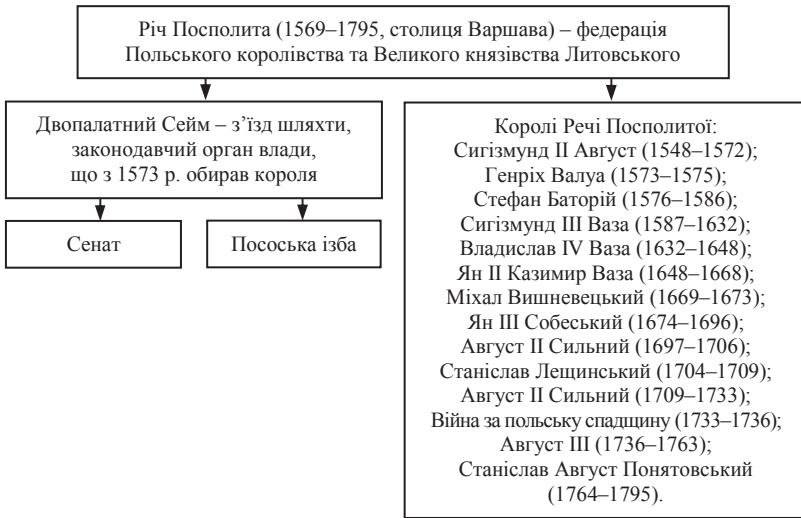 Річ Посполита (1569–1795, столиця Варшава) – федерація
Польського королівства та Великого князівства Литовського
Двопалатний Сейм – з’їзд шляхти,
законодавчий орган влади,
що з 1573 р. обирав короля
Сенат
Пососька ізба
Королі Речі Посполитої:
Сигізмунд II Авґуст (1548–1572);
Генріх Валуа (1573–1575);
Стефан Баторій (1576–1586);
Сигізмунд III Ваза (1587–1632);
Владислав IV Ваза (1632–1648);
Ян II Казимир Ваза (1648–1668);
Міхал Вишневецький (1669–1673);
Ян III Собеський (1674–1696);
Август II Сильний (1697–1706);
Станіслав Лещинський (1704–1709);
Август II Сильний (1709–1733);
Війна за польську спадщину (1733–1736);
Август III (1736–1763);
Станіслав Август Понятовський
(1764–1795).